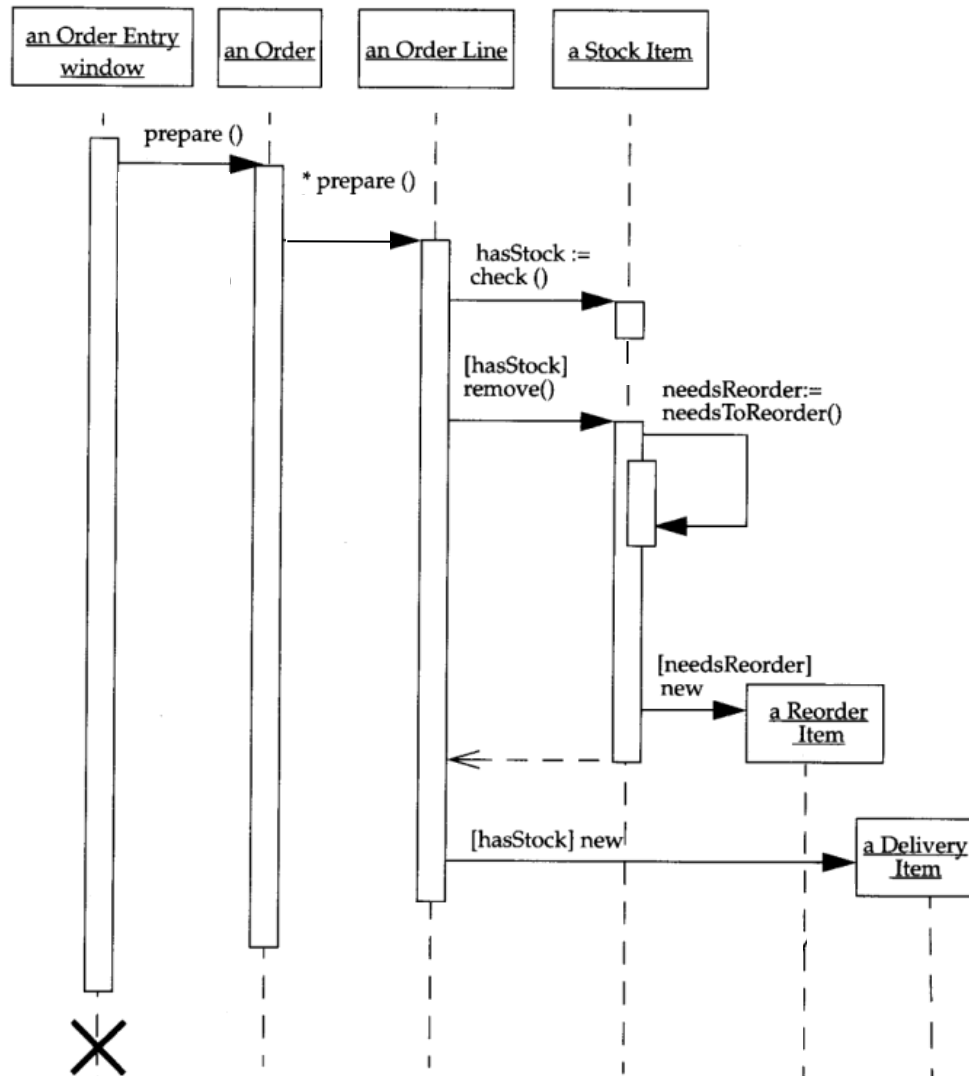 an Order Entry
window
an Order
an Order Line
a Stock Item
prepare ()
* prepare ()
hasStock :=
check ()
[hasStock]
remove()
needsReorder:=
needsToReorder()
[needsReorder]
new
a Reorder
Item
[hasStock] new
a Delivery
Item